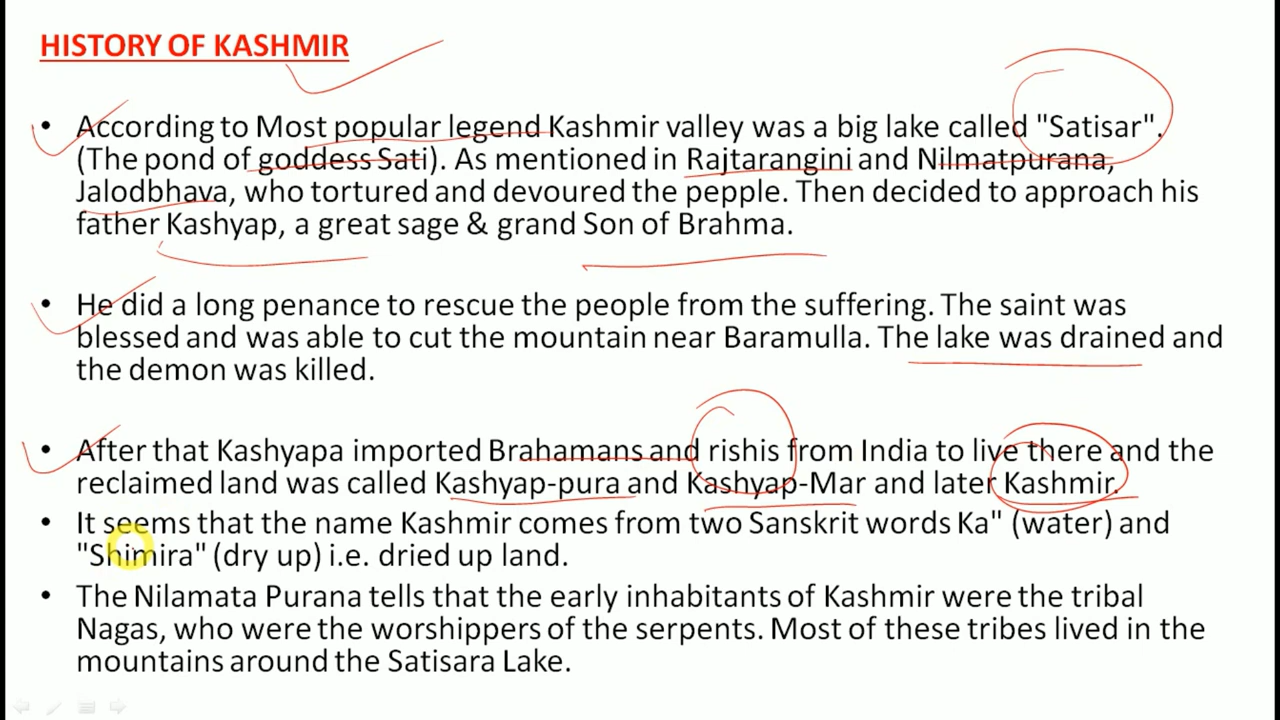 HISTORY OF KASHMIR
• According to Most popular legend Kashmir valley was a big lake called "Satisar".
(The pond of goddess Sati). As mentioned in Rajtarangini and Nilmatpurana,
Jalodbhava, who tortured and devoured the pepple. Then decided to approach his
father Kashyap, a great sage & grand Son of Brahma.
• He did a long penance to rescue the people from the suffering. The saint was
blessed and was able to cut the mountain near Baramulla. The lake was drained and
the demon was killed.
• After that Kashyapa imported Brahamans and rishis from India to live there and the
reclaimed land was called Kashyap-pura and Kashyap-Mar and later Kashmir.
• It seems that the name Kashmir comes from two Sanskrit words Ka" (water) and
"Shimira" (dry up) i.e. dried up land.
• The Nilamata Purana tells that the early inhabitants of Kashmir were the tribal
Nagas, who were the worshippers of the serpents. Most of these tribes lived in the
mountains around the Satisara Lake.